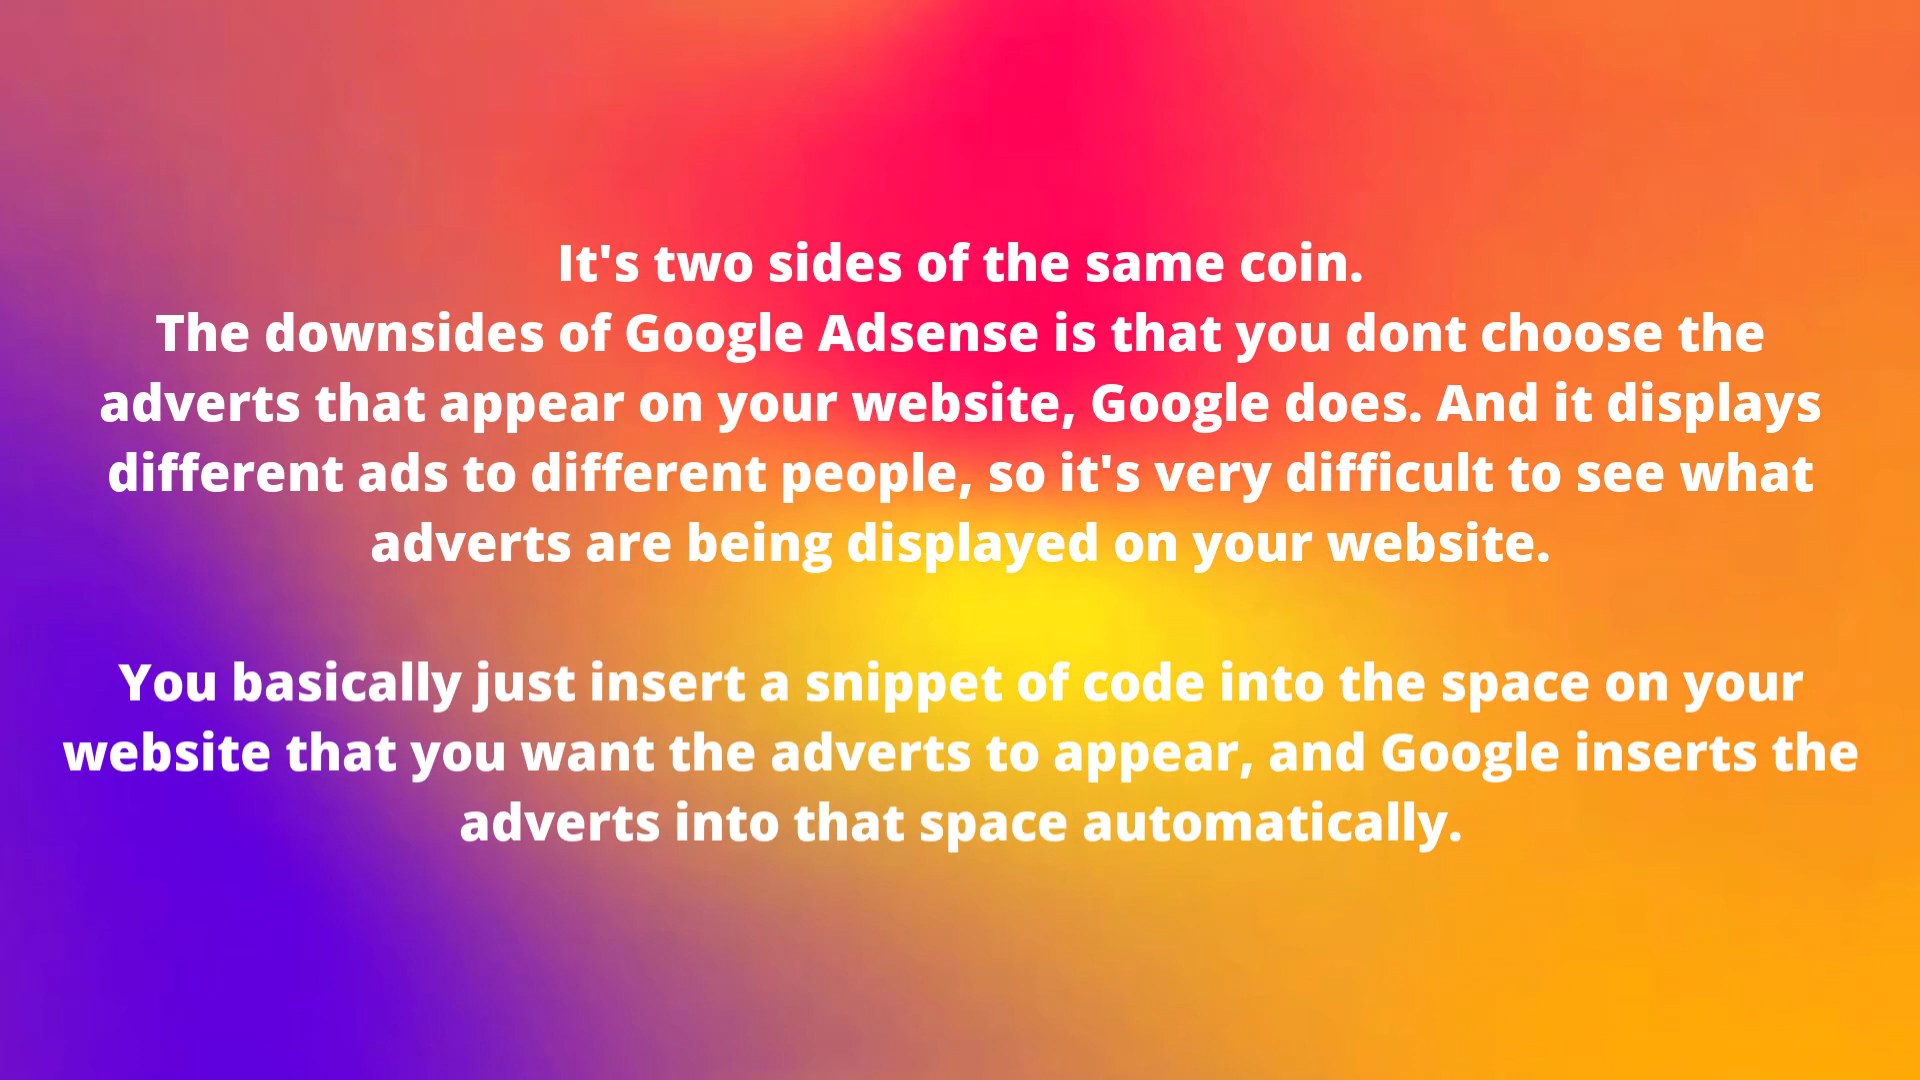 It's two sides of the same coin.
The downsides of Google Adsense is that you dont choose the
adverts that appear on your website, Google does. And it displays
different ads to different people, so it's very difficult to see what
adverts are being displayed on your website.
You basically just insert a snippet of code into the space on your
website that you want the adverts to appear, and Google inserts the
adverts into that space automatically.